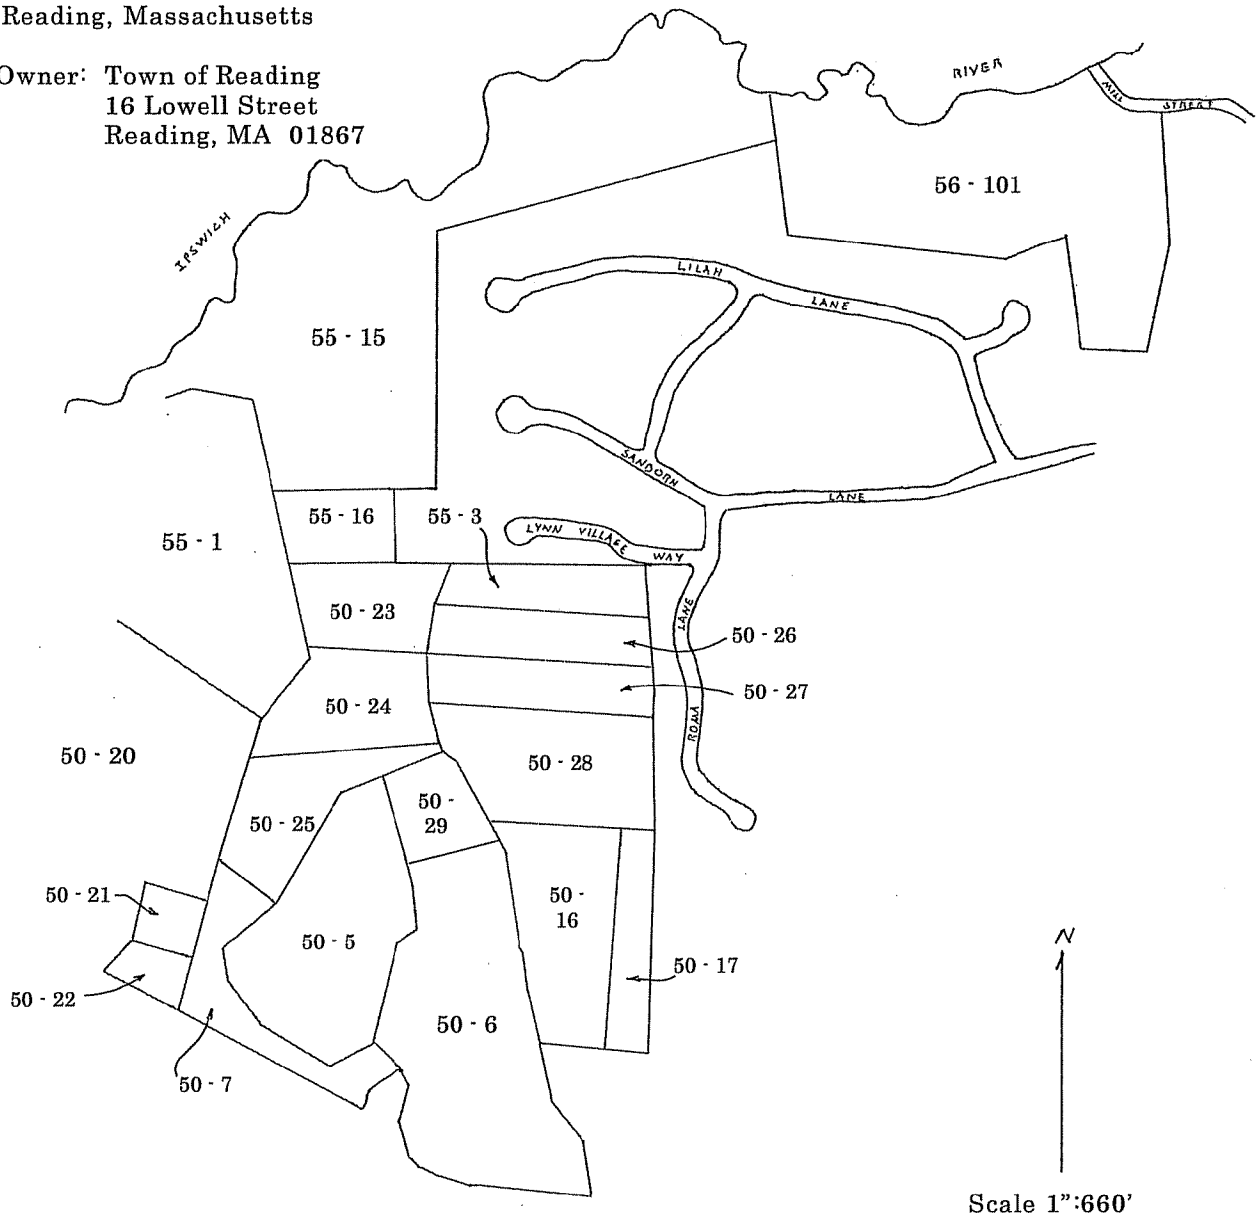 Reading, Massachusetts
Owner: Town of Reading
16 Lowell Street
Reading, MA 01867
RIVER
MILL STREET
56 - 101
IPSWICH
LILAH LANE
55 - 15
SANBORN LANE
55 - 16
55 - 3
LYNN VILLAGE WAY
55 - 1
50 - 23
ROMA LANE
50 - 26
50 - 27
50 - 24
50 - 20
50 - 28
50 -
29
50 - 25
50 - 21
50 -
16
50 - 5
50 - 17
50 - 22
50 - 6
50 - 7
N
Scale 1":660'